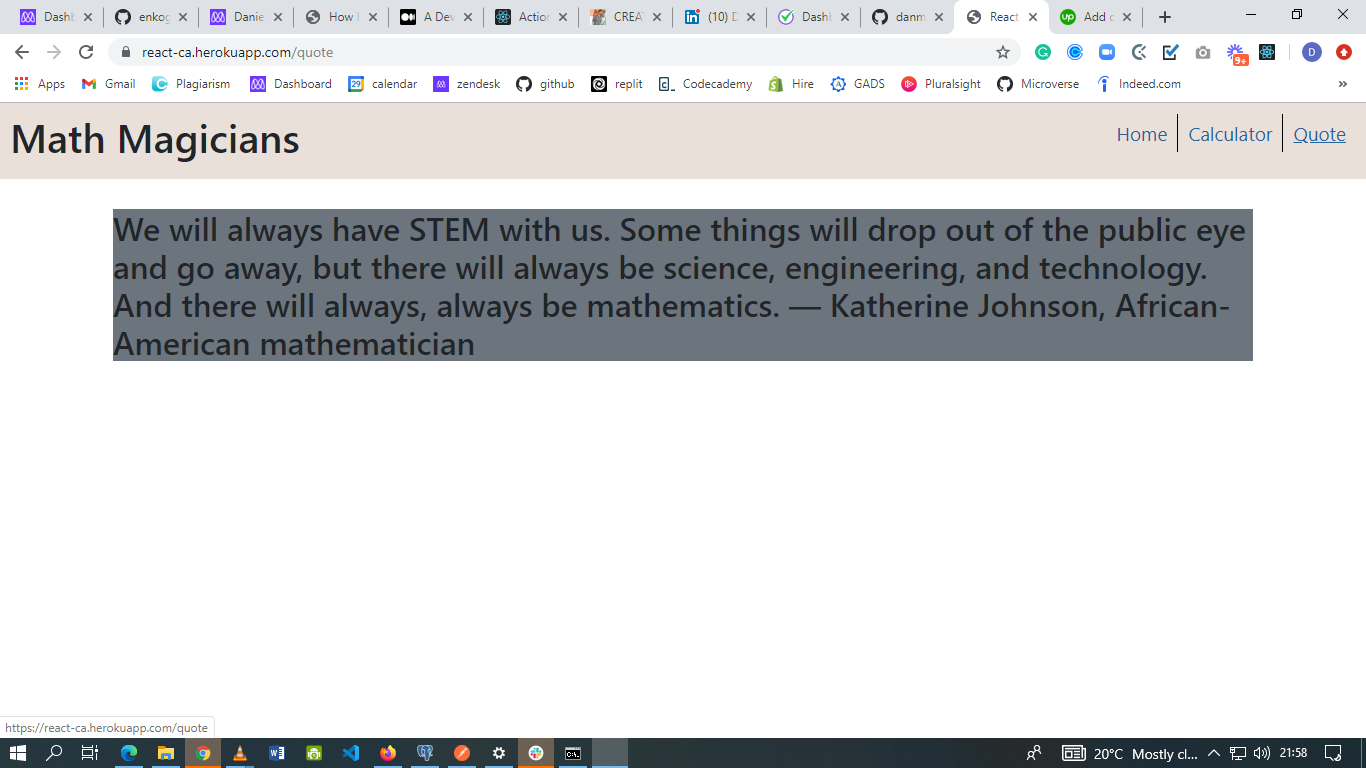 Dashb
enkog
Danie
How
A Dev
Action
CREA
(10) D
Dashb
danm
React
Add c
react-ca.herokuapp.com/quote
D
9+
Apps
Gmail
Plagiarism
Dashboard
calendar
zendesk
github
replit
Codecademy
Hire
GADS
Pluralsight
Microverse
Indeed.com
»
Math Magicians
Home
Calculator
Quote
We will always have STEM with us. Some things will drop out of the public eye
and go away, but there will always be science, engineering, and technology.
And there will always, always be mathematics. — Katherine Johnson, African-
American mathematician
https://react-ca.herokuapp.com/quote
20°C Mostly cl...
21:58